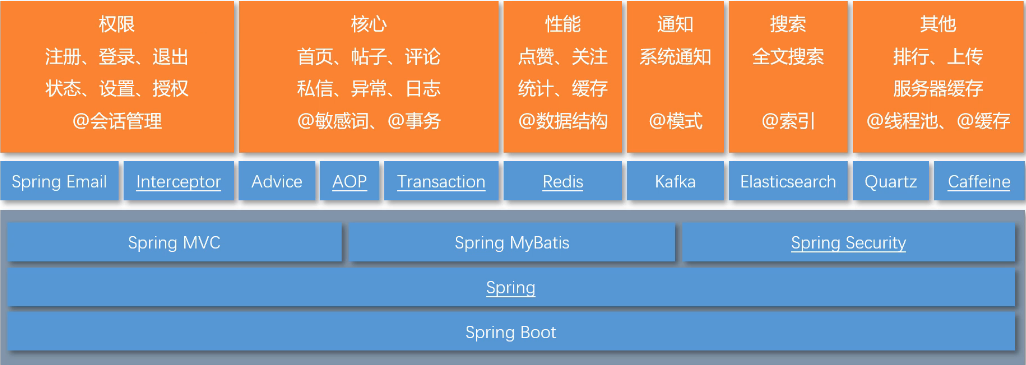 权限
注册、登录、退出
状态、设置、授权
@会话管理
核心
首页、帖子、评论
私信、异常、日志
@敏感词、@事务
性能
点赞、关注
统计、缓存
@数据结构
通知
系统通知
@模式
搜索
全文搜索
@索引
其他
排行、上传
服务器缓存
@线程池、@缓存
Spring Email
Interceptor
Advice
AOP
Transaction
Redis
Kafka
Elasticsearch
Quartz
Caffeine
Spring MVC
Spring MyBatis
Spring Security
Spring
Spring Boot